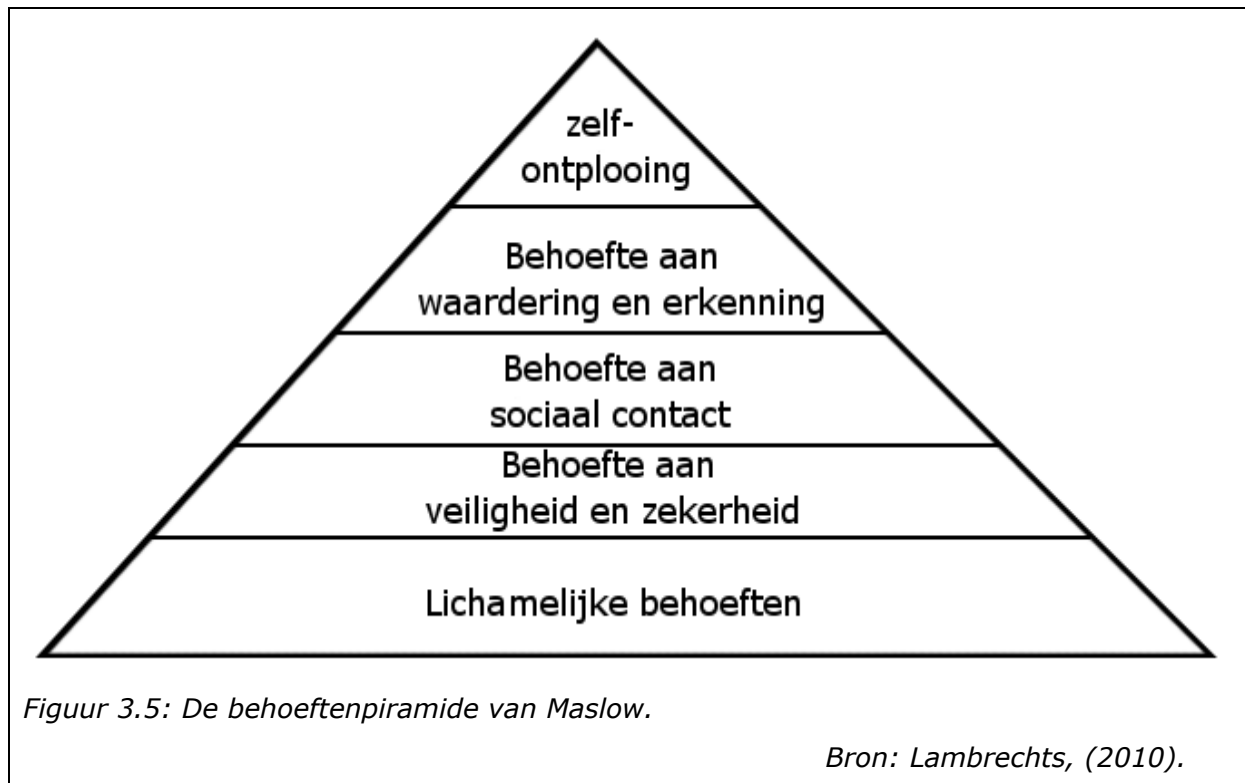 zelf-
ontplooing
Behoefte aan
waardering en erkenning
Behoefte aan
sociaal contact
Behoefte aan
veiligheid en zekerheid
Lichamelijke behoeften
Figuur 3.5: De behoeftenpiramide van Maslow.
Bron: Lambrechts, (2010).